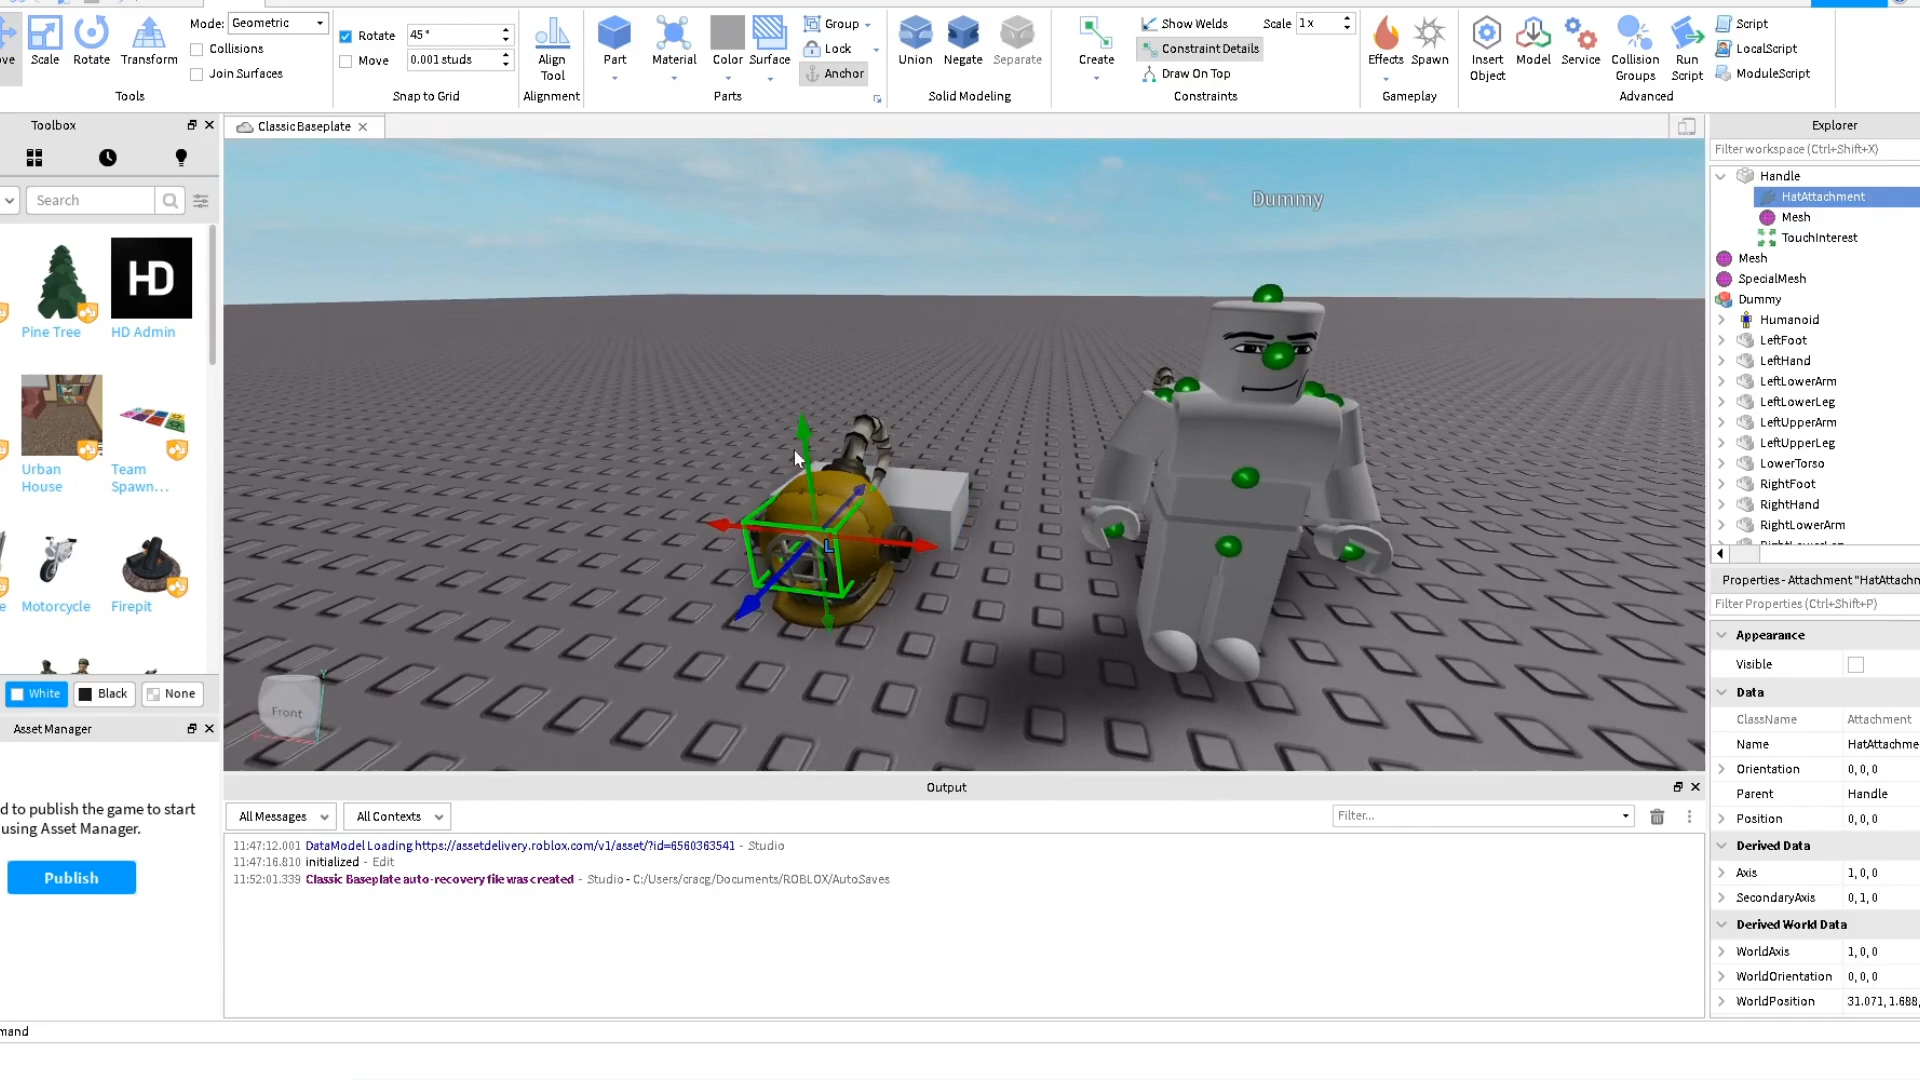 Mode: Geometric
Collisions
Join Surfaces
Scale Rotate Transform
Tools
Rotate 45°
Move 0.001 studs
Snap to Grid
Align
Tool
Alignment
Part Material Color Surface
Group
Lock
Anchor
Parts
Union Negate Separate
Solid Modeling
Create
Show Welds Scale 1x
Constraint Details
Draw On Top
Constraints
Effects Spawn
Gameplay
Insert
Object
Model Service
Collision
Groups
Run
Script
Script
LocalScript
ModuleScript
Advanced
Toolbox
Search
HD
Pine Tree HD Admin
Urban
House
Team
Spawn...
Motorcycle Firepit
White Black None
Asset Manager
d to publish the game to start
using Asset Manager.
Publish
mand
Classic Baseplate
Dummy
L
Front
Y
Output
All Messages All Contexts Filter...
11:47:12.001 DataModel Loading https://assetdelivery.roblox.com/v1/asset/?id=6560363541 - Studio
11:47:16.810 initialized - Edit
11:52:01.339 Classic Baseplate auto-recovery file was created - Studio - C:/Users/cracg/Documents/ROBLOX/AutoSaves
Explorer
Filter workspace (Ctrl+Shift+X)
Handle
HatAttachment
Mesh
TouchInterest
Mesh
SpecialMesh
Dummy
Humanoid
LeftFoot
LeftHand
LeftLowerArm
LeftLowerLeg
LeftUpperArm
LeftUpperLeg
LowerTorso
RightFoot
RightHand
RightLowerArm
Properties - Attachment "HatAttachm
Filter Properties (Ctrl+Shift+P)
Appearance
Visible
Data
ClassName Attachment
Name HatAttachme
Orientation 0, 0, 0
Parent Handle
Position 0, 0, 0
Derived Data
Axis 1, 0, 0
SecondaryAxis 0, 1, 0
Derived World Data
WorldAxis 1, 0, 0
WorldOrientation 0, 0, 0
WorldPosition 31.071, 1.688,